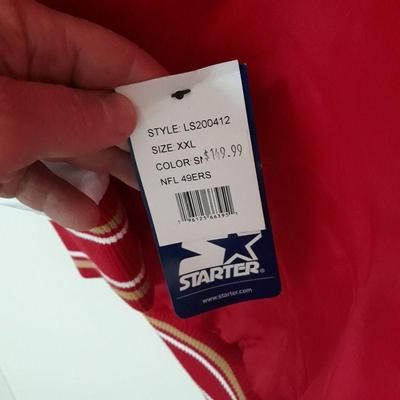 STYLE: LS200412
SIZE: XXL
COLOR: $149.99
NFL 49ERS
STARTER®
www.starter.com